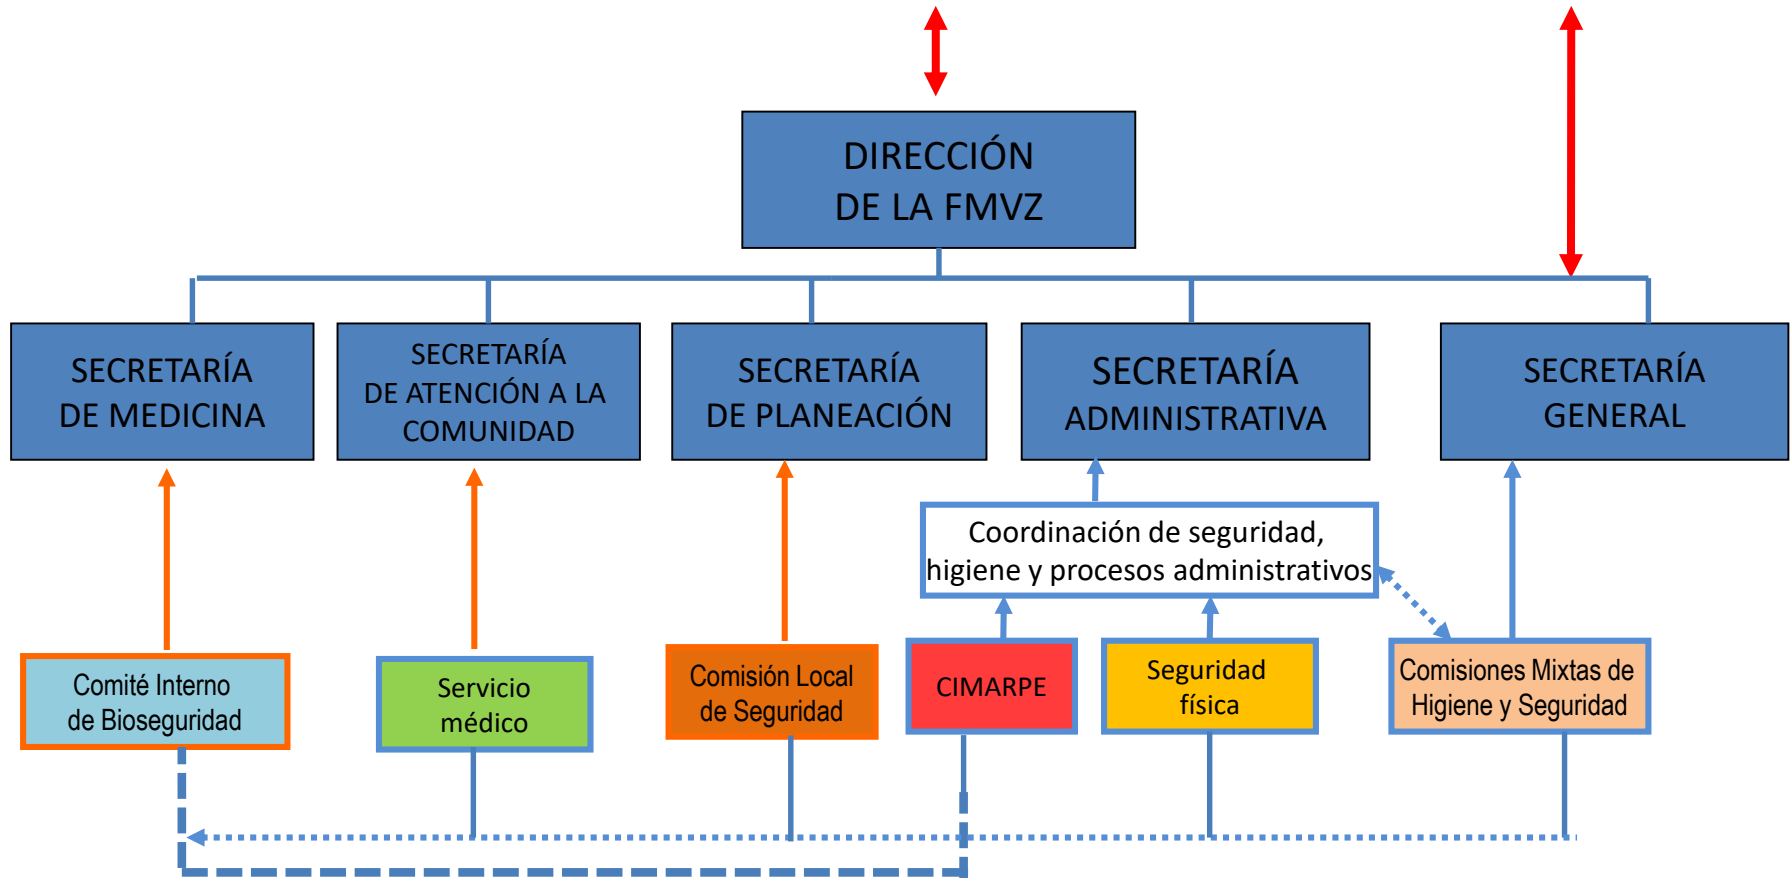 DIRECCIÓN
DE LA FMVZ
SECRETARÍA
DE MEDICINA
SECRETARÍA
DE ATENCIÓN A LA
COMUNIDAD
SECRETARÍA
DE PLANEACIÓN
SECRETARÍA
ADMINISTRATIVA
SECRETARÍA
GENERAL
Coordinación de seguridad,
higiene y procesos administrativos
Comité Interno
de Bioseguridad
Servicio
médico
Comisión Local
de Seguridad
CIMARPE
Seguridad
física
Comisiones Mixtas de
Higiene y Seguridad